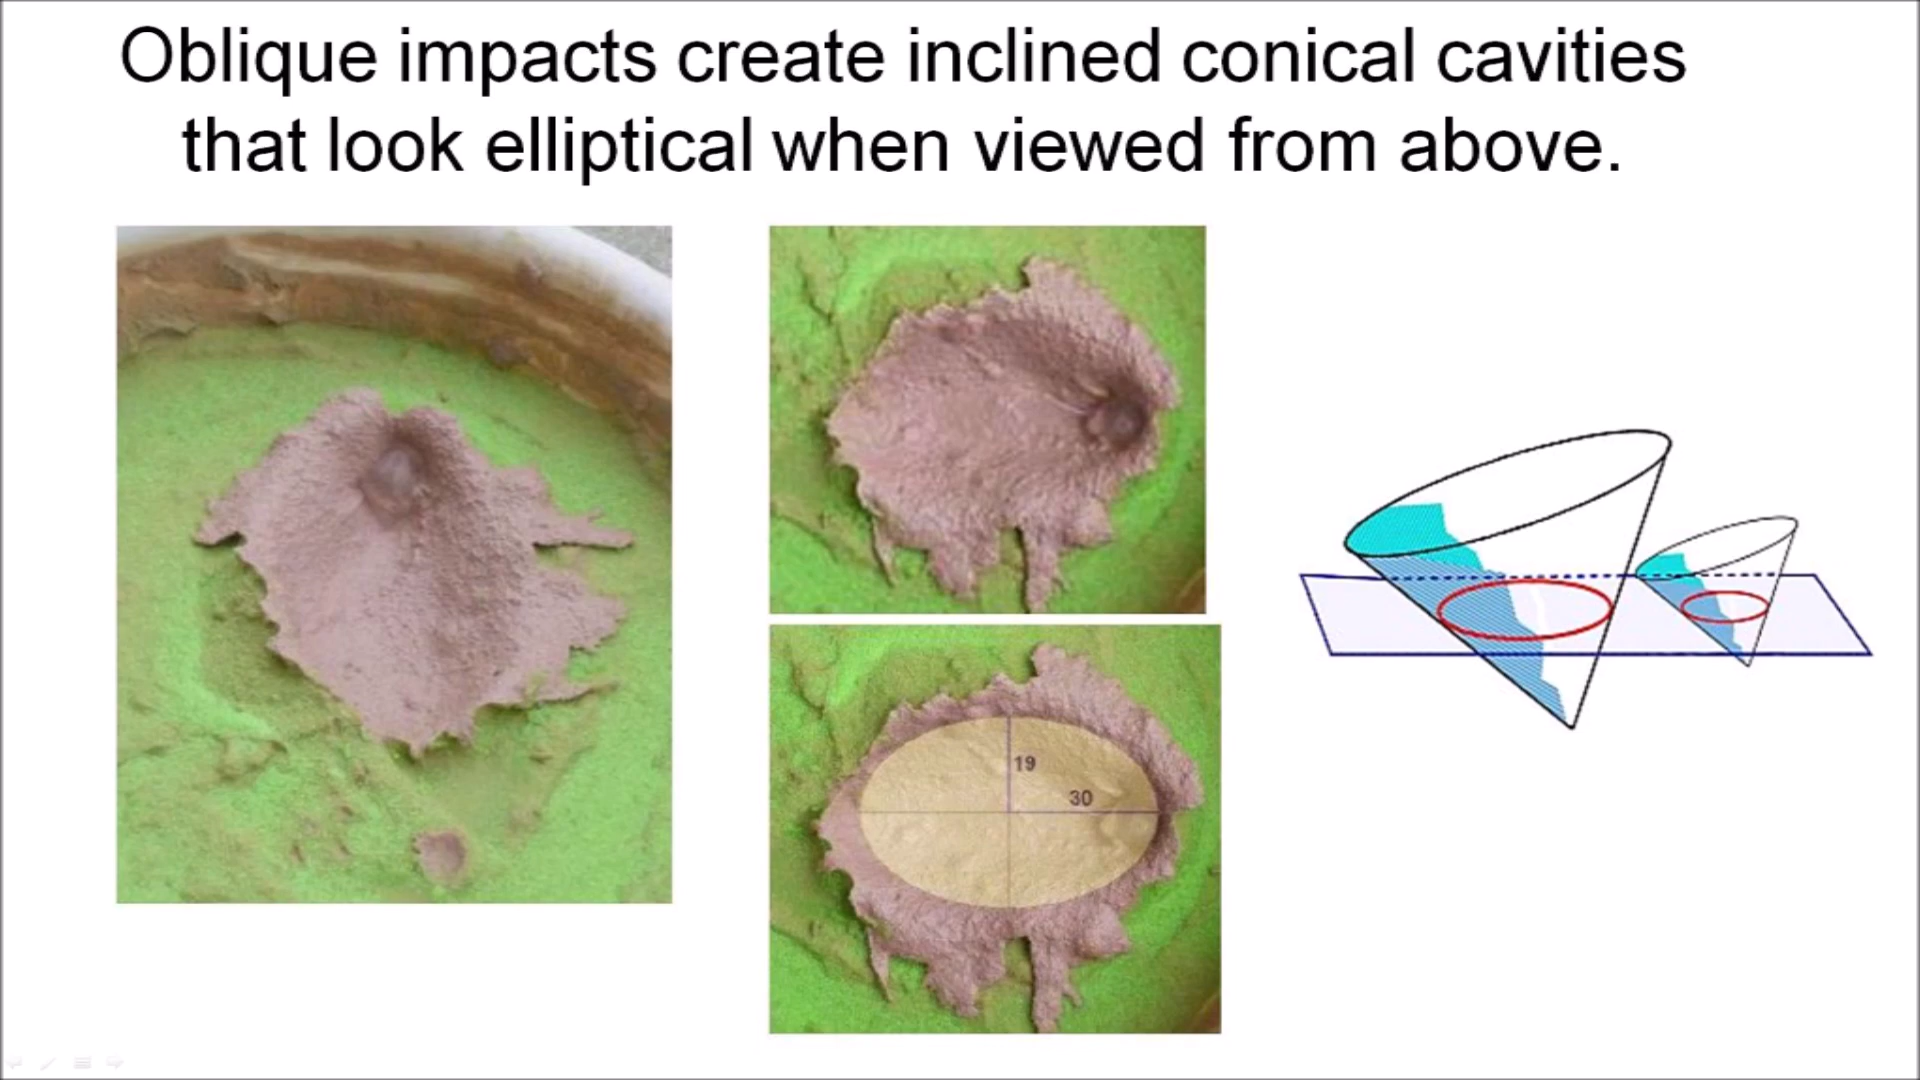 Oblique impacts create inclined conical cavities
that look elliptical when viewed from above.
19
30